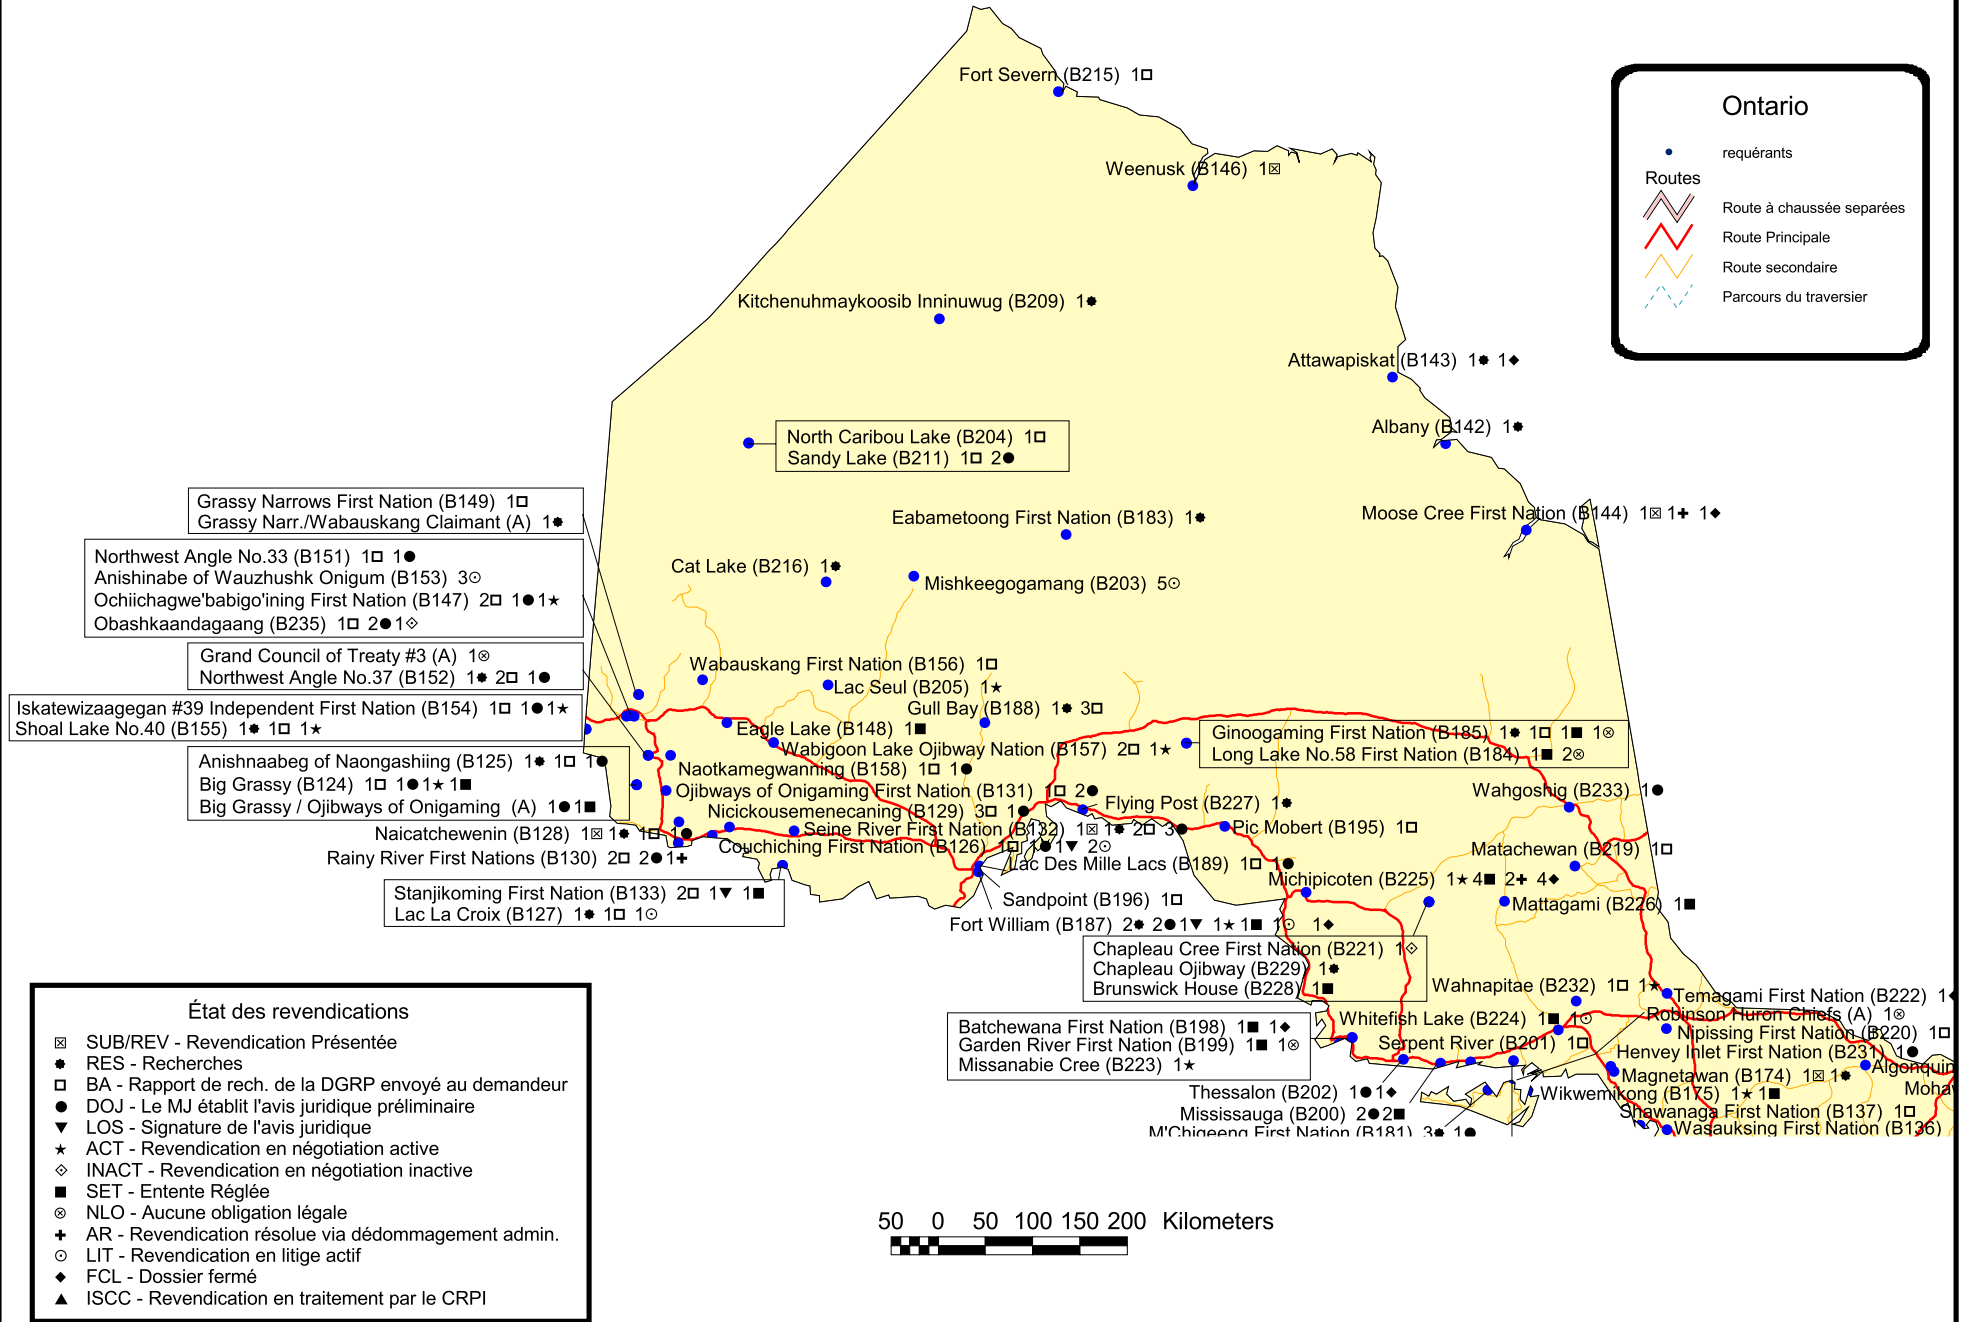 Fort Severn (B215) 1
Weenusk (B146) 1
Kitchenuhmaykoosib Inninuwug (B209) 1
Attawapiskat (B143) 1 1
Albany (B142) 1
North Caribou Lake (B204) 1
Sandy Lake (B211) 1 2
Moose Cree First Nation (B144) 1 1 1
Eabametoong First Nation (B183) 1
Cat Lake (B216) 1
Mishkeegogamang (B203) 5
Grassy Narrows First Nation (B149) 1
Grassy Narr./Wabauskang Claimant (A) 1
Northwest Angle No.33 (B151) 1 1
Anishinabe of Wauzhushk Onigum (B153) 3
Ochiichagwe'babigo'ining First Nation (B147) 2 1 1
Obashkaandagaang (B235) 1 2 1
Grand Council of Treaty #3 (A) 1
Northwest Angle No.37 (B152) 1 2 1
Iskatewizaagegan #39 Independent First Nation (B154) 1 1 1
Shoal Lake No.40 (B155) 1 1 1
Anishnaabeg of Naongashiing (B125) 1 1 1
Big Grassy (B124) 1 1 1 1
Big Grassy / Ojibways of Onigaming (A) 1 1
Naicatchewenin (B128) 1 1 1 1
Rainy River First Nations (B130) 2 2 1
Stanjikoming First Nation (B133) 2 1 1
Lac La Croix (B127) 1 1 1
Wabauskang First Nation (B156) 1
Lac Seul (B205) 1
Gull Bay (B188) 1 3
Eagle Lake (B148) 1
Wabigoon Lake Ojibway Nation (B157) 2 1
Naotkamegwanning (B158) 1 1
Ojibways of Onigaming First Nation (B131) 1 2
Nicickousemenecaning (B129) 3 1
Seine River First Nation (B132) 1 1 2 3
Couchiching First Nation (B126) 1 1 1 2
Lac Des Mille Lacs (B189) 1 1
Sandpoint (B196) 1
Fort William (B187) 2 2 1 1 1 1 1
Flying Post (B227) 1
Pic Mobert (B195) 1
Ginoogaming First Nation (B185) 1 1 1 1
Long Lake No.58 First Nation (B184) 1 2
Wahgoshig (B233) 1
Matachewan (B219) 1
Michipicoten (B225) 1 4 2 4
Mattagami (B226) 1
Chapleau Cree First Nation (B221) 1
Chapleau Ojibway (B229) 1
Brunswick House (B228) 1
Wahnapitae (B232) 1 1
Temagami First Nation (B222) 1
Robinson Huron Chiefs (A) 1
Batchewana First Nation (B198) 1 1
Garden River First Nation (B199) 1 1
Missanabie Cree (B223) 1
Whitefish Lake (B224) 1 1
Nipissing First Nation (B220) 1
Serpent River (B201) 1
Henvey Inlet First Nation (B231) 1
Algonquin
Magnetawan (B174) 1 1
Mohaw
Thessalon (B202) 1 1
Wikwemikong (B175) 1 1
Mississauga (B200) 2 2
Shawanaga First Nation (B137) 1
M'Chigeeng First Nation (B181) 3 1
Wasauksing First Nation (B136)
Ontario
requérants
Routes
Route à chaussée separées
Route Principale
Route secondaire
Parcours du traversier
État des revendications
SUB/REV - Revendication Présentée
RES - Recherches
BA - Rapport de rech. de la DGRP envoyé au demandeur
DOJ - Le MJ établit l'avis juridique préliminaire
LOS - Signature de l'avis juridique
ACT - Revendication en négotiation active
INACT - Revendication en négotiation inactive
SET - Entente Réglée
NLO - Aucune obligation légale
AR - Revendication résolue via dédommagement admin.
LIT - Revendication en litige actif
FCL - Dossier fermé
ISCC - Revendication en traitement par le CRPI
50 0 50 100 150 200 Kilometers